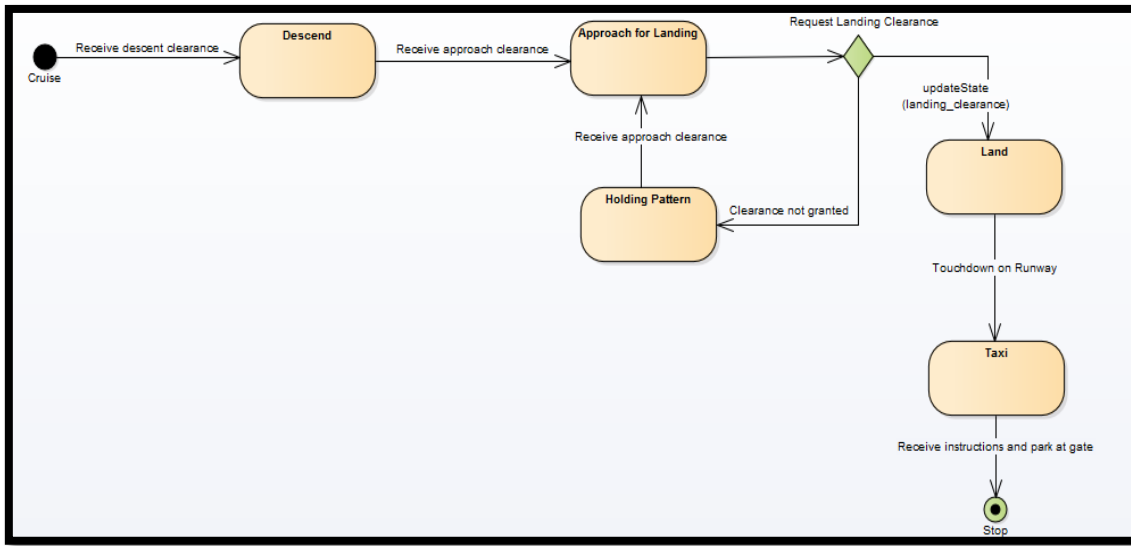 Request Landing Clearance
Descend
Approach for Landing
Receive descent clearance
Receive approach clearance
Cruise
updateState
(landing_clearance)
Receive approach clearance
Land
Holding Pattern
Clearance not granted
Touchdown on Runway
Taxi
Receive instructions and park at gate
Stop